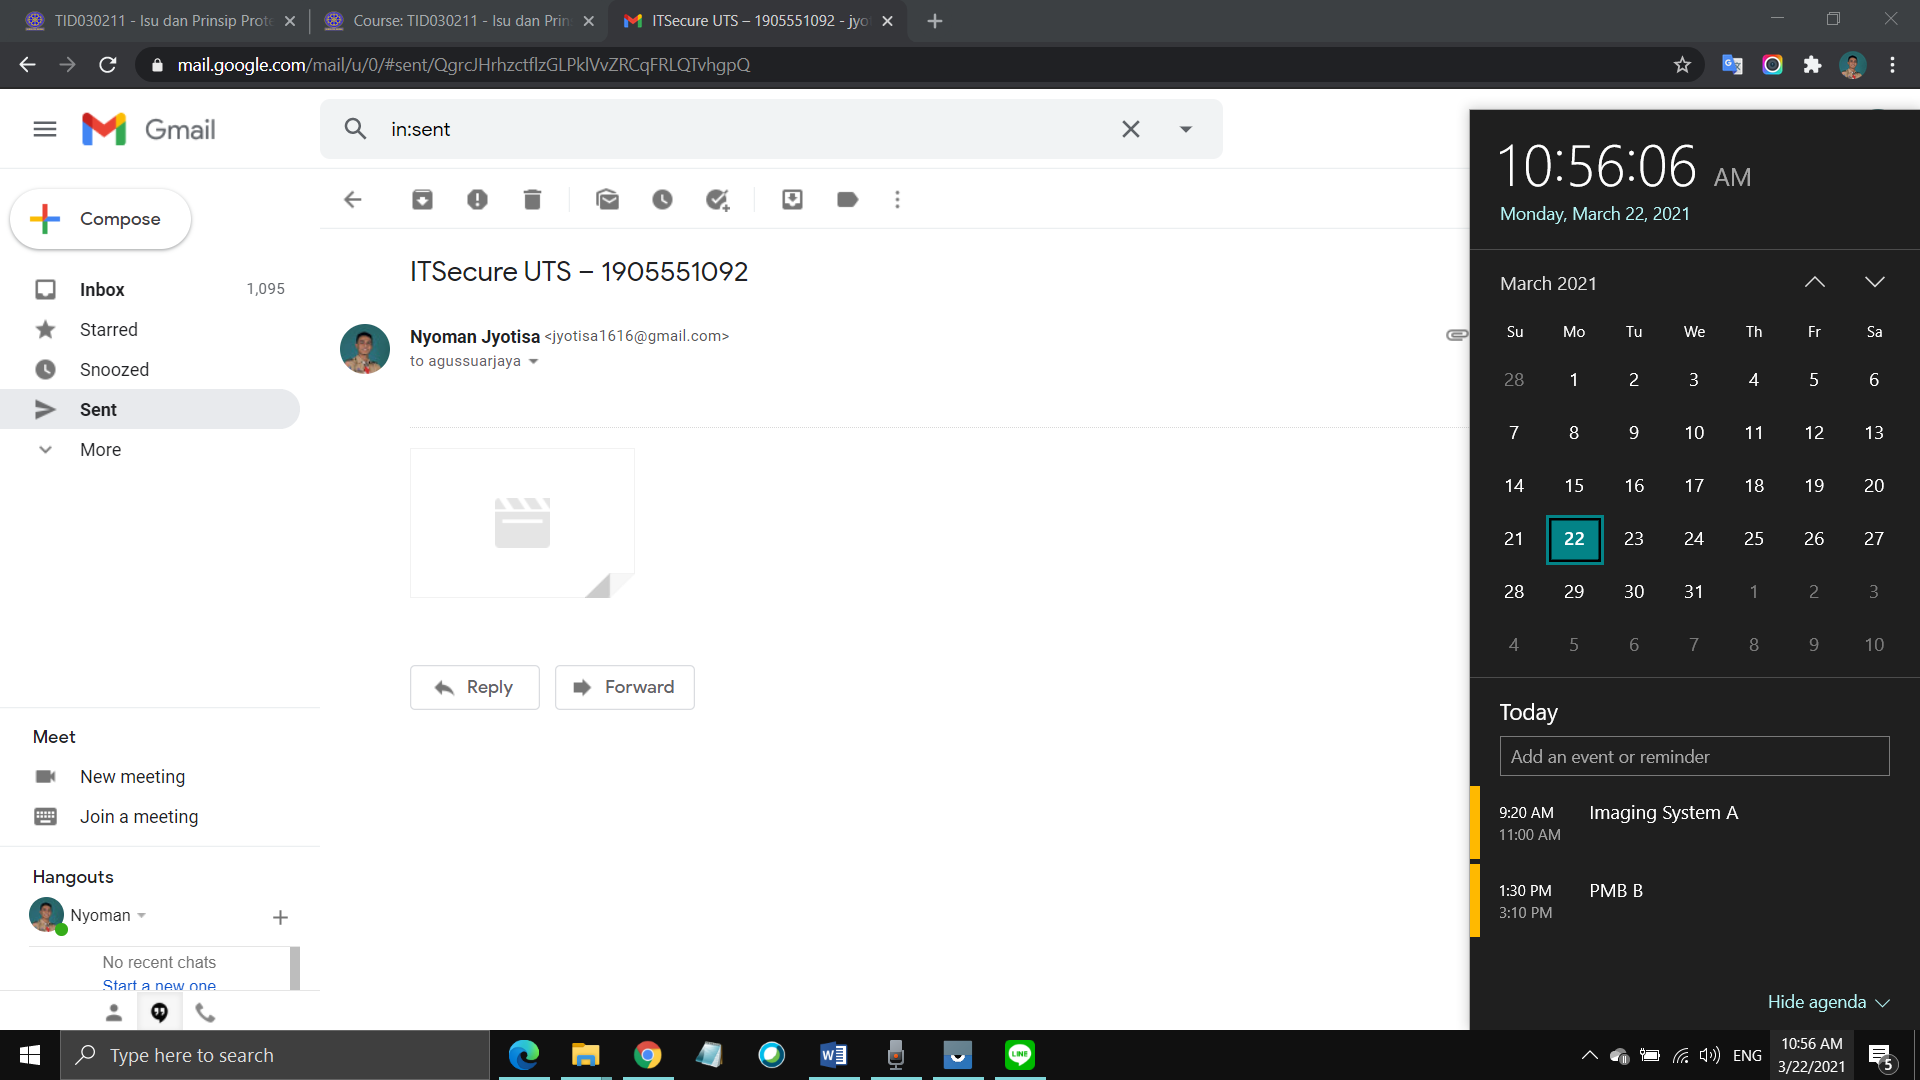 TID030211 - Isu dan Prinsip Prote
Course: TID030211 - Isu dan Prin
ITSecure UTS – 1905551092 - jyo
mail.google.com/mail/u/0/#sent/QgrcJHrhzctflzGLPklVvZRCqFRLQTvhgpQ
Gmail
in:sent
Compose
Inbox 1,095
Starred
Snoozed
Sent
More
ITSecure UTS – 1905551092
Nyoman Jyotisa <jyotisa1616@gmail.com>
to agussuarjaya
Reply
Forward
Meet
New meeting
Join a meeting
Hangouts
Nyoman
No recent chats
Start a new one
10:56:06 AM
Monday, March 22, 2021
March 2021
Su Mo Tu We Th Fr Sa
28 1 2 3 4 5 6
7 8 9 10 11 12 13
14 15 16 17 18 19 20
21 22 23 24 25 26 27
28 29 30 31 1 2 3
4 5 6 7 8 9 10
Today
Add an event or reminder
9:20 AM Imaging System A
11:00 AM
1:30 PM PMB B
3:10 PM
Hide agenda
Type here to search
LINE
ENG
10:56 AM
3/22/2021
5